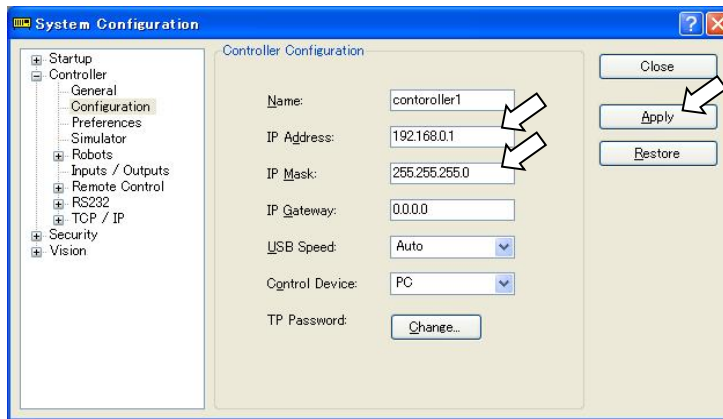 System Configuration
Startup
Controller
General
Configuration
Preferences
Simulator
Robots
Inputs / Outputs
Remote Control
RS232
TCP / IP
Security
Vision
Controller Configuration
Name: contoroller1
IP Address: 192.168.0.1
IP Mask: 255.255.255.0
IP Gateway: 0.0.0.0
USB Speed: Auto
Control Device: PC
TP Password: Change...
Close
Apply
Restore